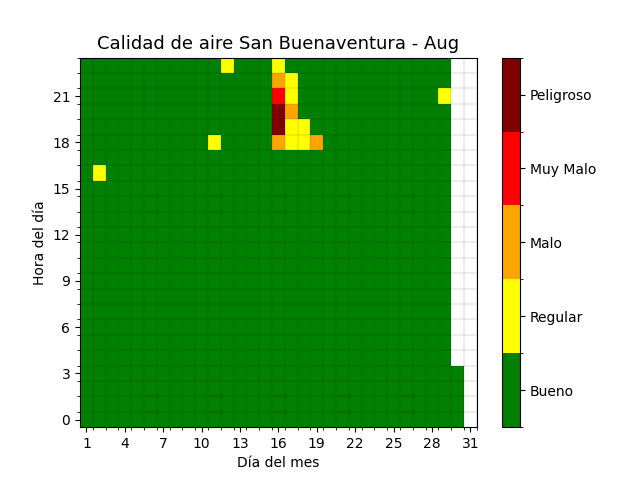 Calidad de aire San Buenaventura - Aug
Hora del día
21
18
15
12
9
6
3
0
1 4 7 10 13 16 19 22 25 28 31
Día del mes
Peligroso
Muy Malo
Malo
Regular
Bueno